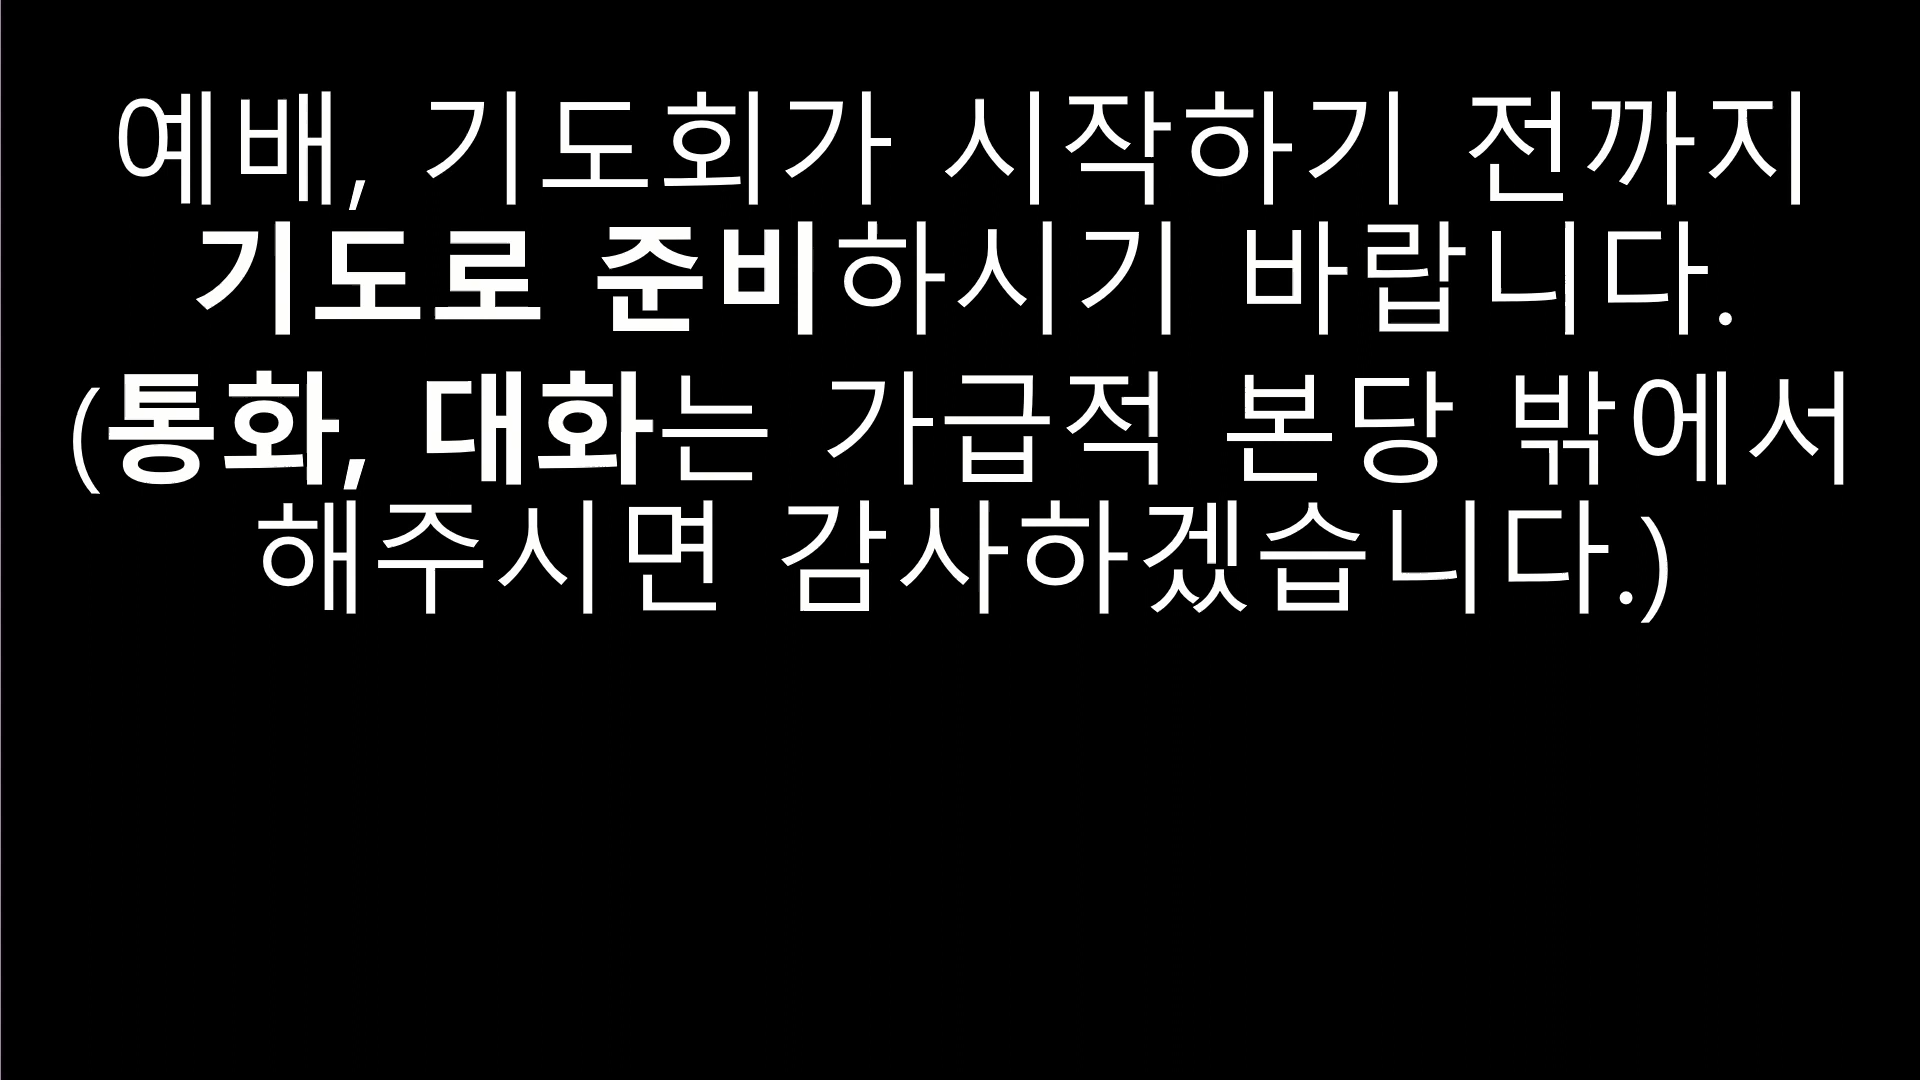 예배, 기도회가 시작하기 전까지
기도로 준비하시기 바랍니다.
(통화, 대화는 가급적 본당 밖에서
해주시면 감사하겠습니다.)